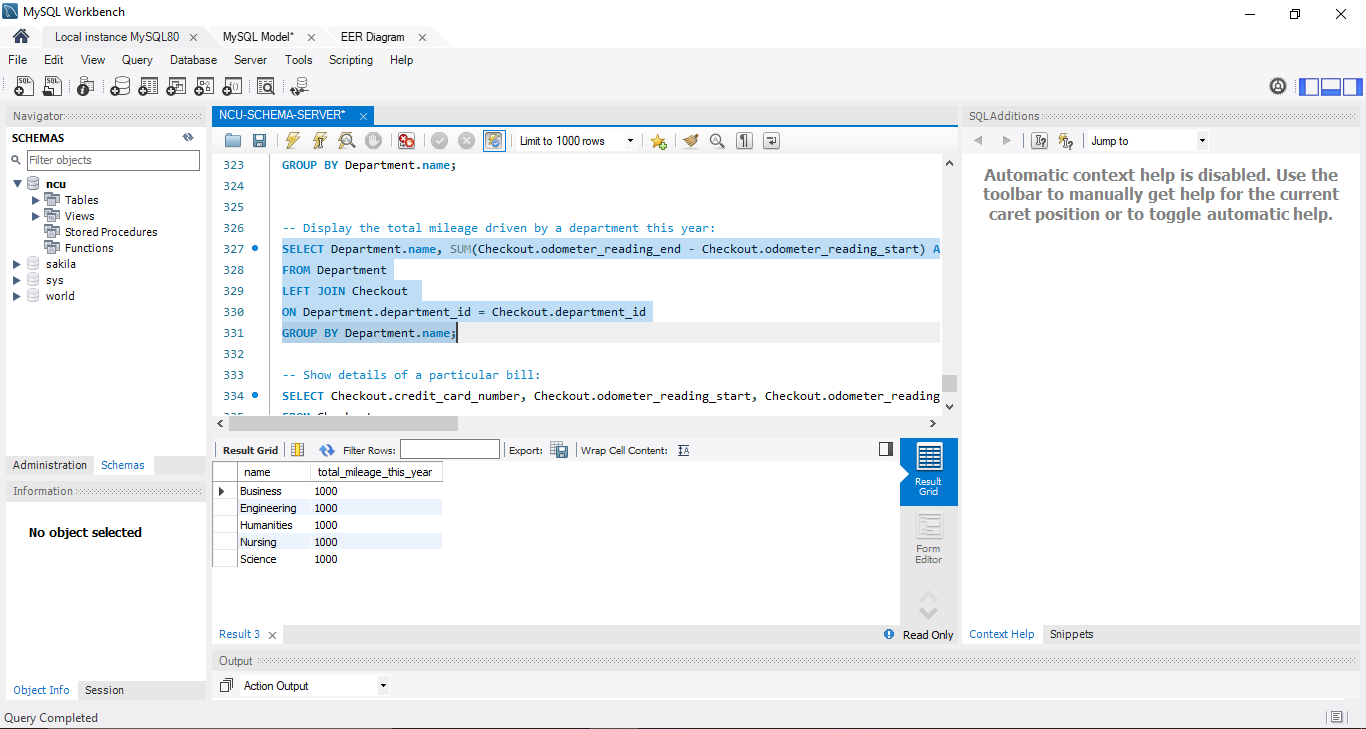 MySQL Workbench
Local instance MySQL80
MySQL Model*
EER Diagram
File Edit View Query Database Server Tools Scripting Help
Navigator
SCHEMAS
Filter objects
ncu
Tables
Views
Stored Procedures
Functions
sakila
sys
world
Administration Schemas
Information
No object selected
Object Info Session
NCU-SCHEMA-SERVER*
Limit to 1000 rows
323 GROUP BY Department.name;
324
325
326 -- Display the total mileage driven by a department this year:
327 SELECT Department.name, SUM(Checkout.odometer_reading_end - Checkout.odometer_reading_start) A
328 FROM Department
329 LEFT JOIN Checkout
330 ON Department.department_id = Checkout.department_id
331 GROUP BY Department.name;
332
333 -- Show details of a particular bill:
334 SELECT Checkout.credit_card_number, Checkout.odometer_reading_start, Checkout.odometer_reading
Result Grid Filter Rows: Export: Wrap Cell Content:
name total_mileage_this_year
Business 1000
Engineering 1000
Humanities 1000
Nursing 1000
Science 1000
Result Grid
Form Editor
Result 3
Read Only
Output
Action Output
SQLAdditions
Jump to
Automatic context help is disabled. Use the
toolbar to manually get help for the current
caret position or to toggle automatic help.
Context Help Snippets
Query Completed